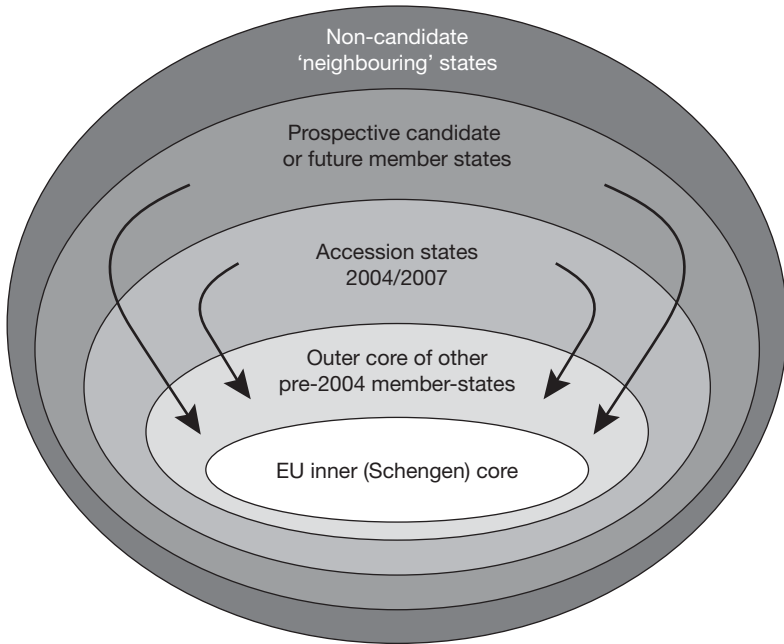 Non-candidate
‘neighbouring’ states
Prospective candidate
or future member states
Accession states
2004/2007
Outer core of other
pre-2004 member-states
EU inner (Schengen) core